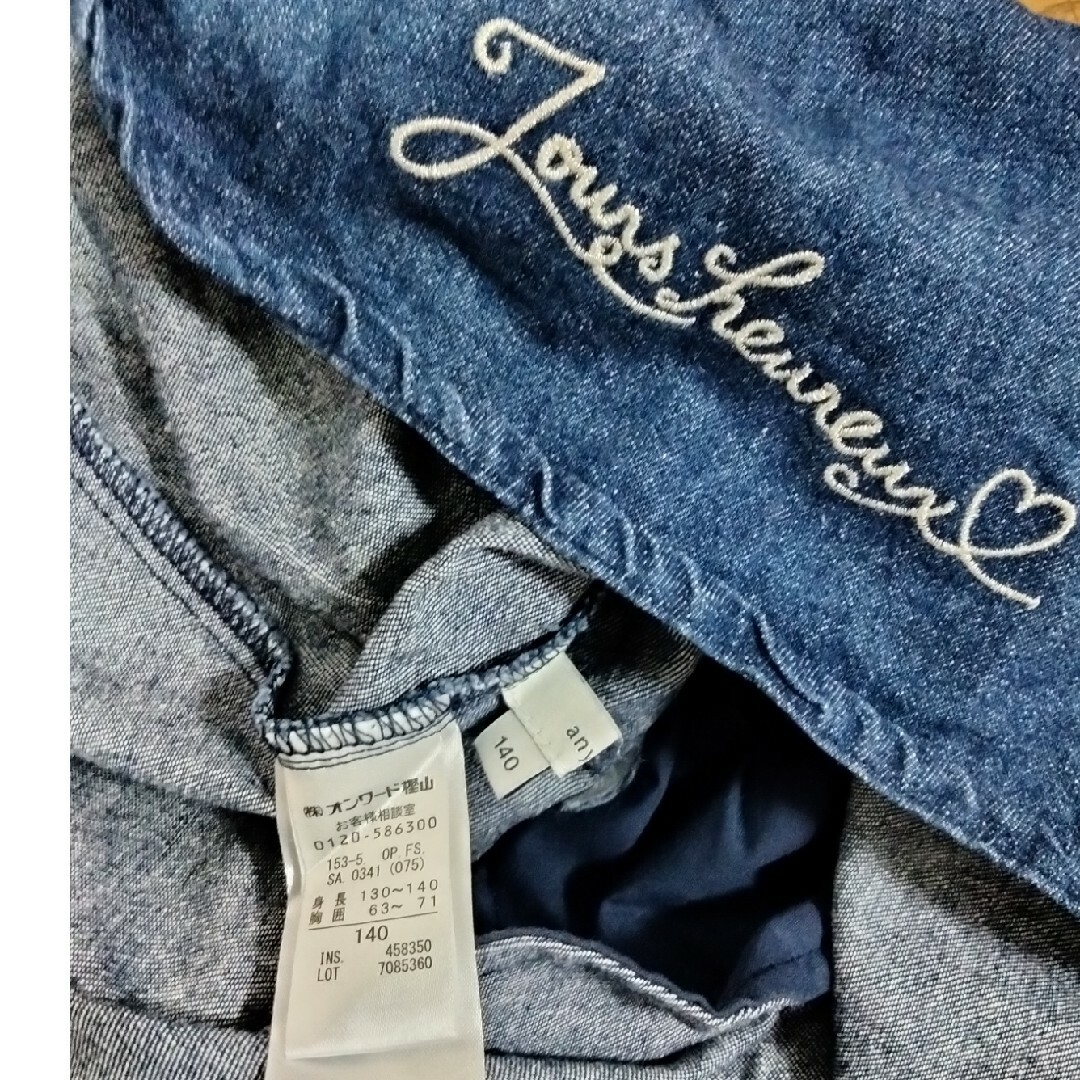 Jours heureux
any
140
㈱オンワード樫山
お客様相談室
0120-586300
153-5. OP.FS.
SA.0341 (075)
身長 130〜140
胸囲 63〜 71
140
INS. 458350
LOT 7085360